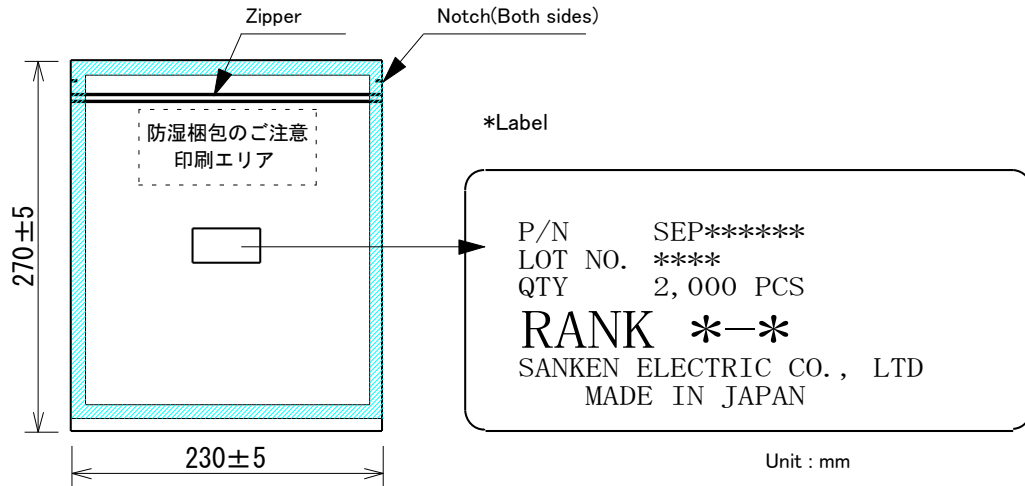 Zipper
Notch(Both sides)
防湿梱包のご注意
印刷エリア
270±5
230±5
*Label
P/N SEP******
LOT NO. ****
QTY 2,000 PCS
RANK *-*
SANKEN ELECTRIC CO., LTD
MADE IN JAPAN
Unit : mm